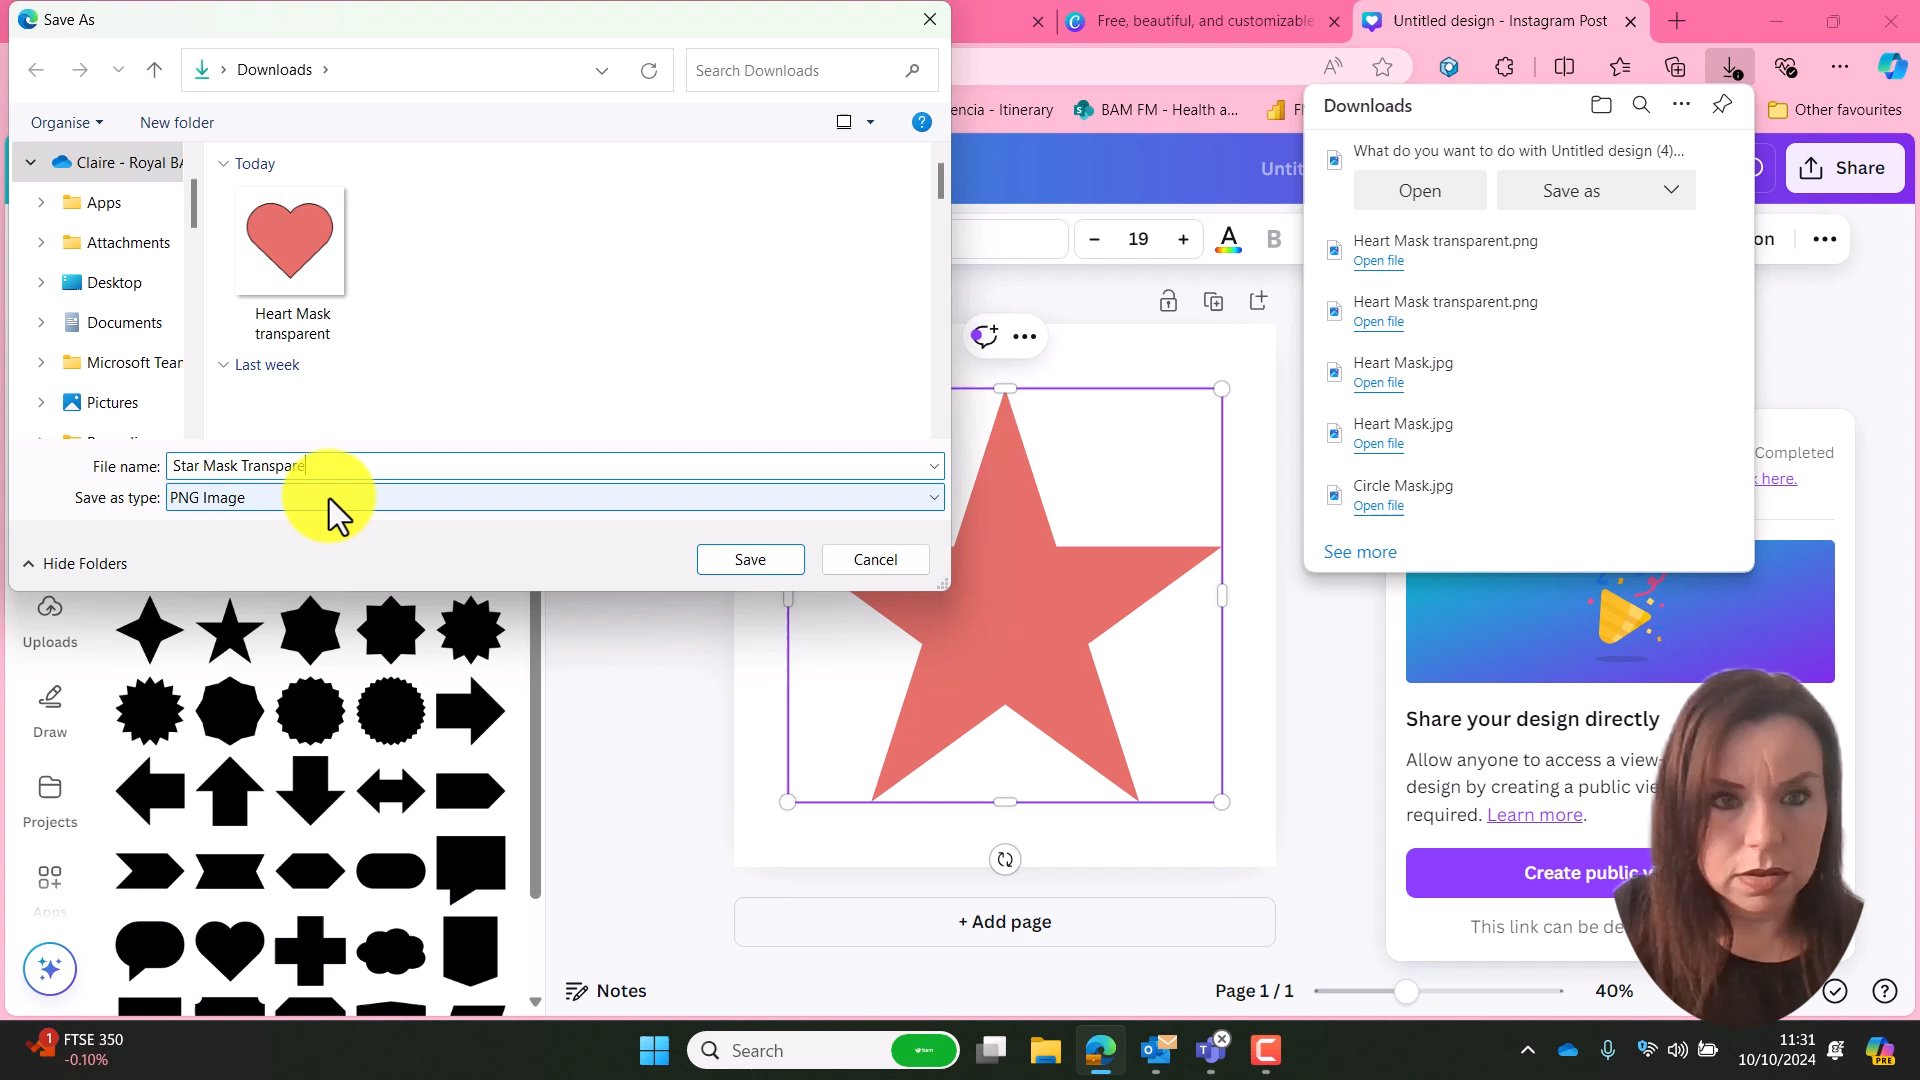 Save As
Free, beautiful, and customizable
Untitled design - Instagram Post
Downloads
Search Downloads
encia - Itinerary
BAM FM - Health a...
Other favourites
Organise
New folder
Downloads
Claire - Royal BA
Today
What do you want to do with Untitled design (4)...
Untit
Share
Open
Save as
Apps
Attachments
19
A
B
Heart Mask transparent.png
Open file
on
Desktop
Heart Mask
transparent
Heart Mask transparent.png
Open file
Documents
Microsoft Tean
Last week
Heart Mask.jpg
Open file
Pictures
Heart Mask.jpg
Open file
Completed
k here.
File name:
Star Mask Transpare
Save as type:
PNG Image
Circle Mask.jpg
Open file
Hide Folders
Save
Cancel
See more
Uploads
Draw
Projects
Apps
Share your design directly
Allow anyone to access a view-
design by creating a public vie
required. Learn more.
Create public v
This link can be de
+ Add page
Notes
Page 1 / 1
40%
1
FTSE 350
-0.10%
Search
bam
11:31
10/10/2024
PRE